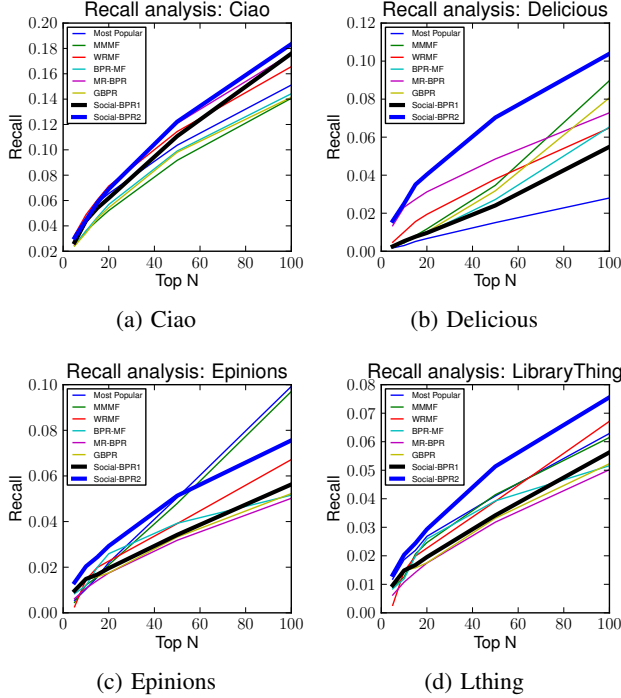 Recall analysis: Ciao
0.20
0.18
0.16
0.14
0.12
0.10
0.08
0.06
0.04
0.02
Recall
Most Popular
MMMF
WRMF
BPR-MF
MR-BPR
GBPR
Social-BPR1
Social-BPR2
0 20 40 60 80 100
Top N
(a) Ciao
Recall analysis: Delicious
0.12
0.10
0.08
0.06
0.04
0.02
0.00
Recall
Most Popular
MMMF
WRMF
BPR-MF
MR-BPR
GBPR
Social-BPR1
Social-BPR2
0 20 40 60 80 100
Top N
(b) Delicious
Recall analysis: Epinions
0.10
0.08
0.06
0.04
0.02
0.00
Recall
Most Popular
MMMF
WRMF
BPR-MF
MR-BPR
GBPR
Social-BPR1
Social-BPR2
0 20 40 60 80 100
Top N
(c) Epinions
Recall analysis: LibraryThing
0.08
0.07
0.06
0.05
0.04
0.03
0.02
0.01
0.00
Recall
Most Popular
MMMF
WRMF
BPR-MF
MR-BPR
GBPR
Social-BPR1
Social-BPR2
0 20 40 60 80 100
Top N
(d) Lthing